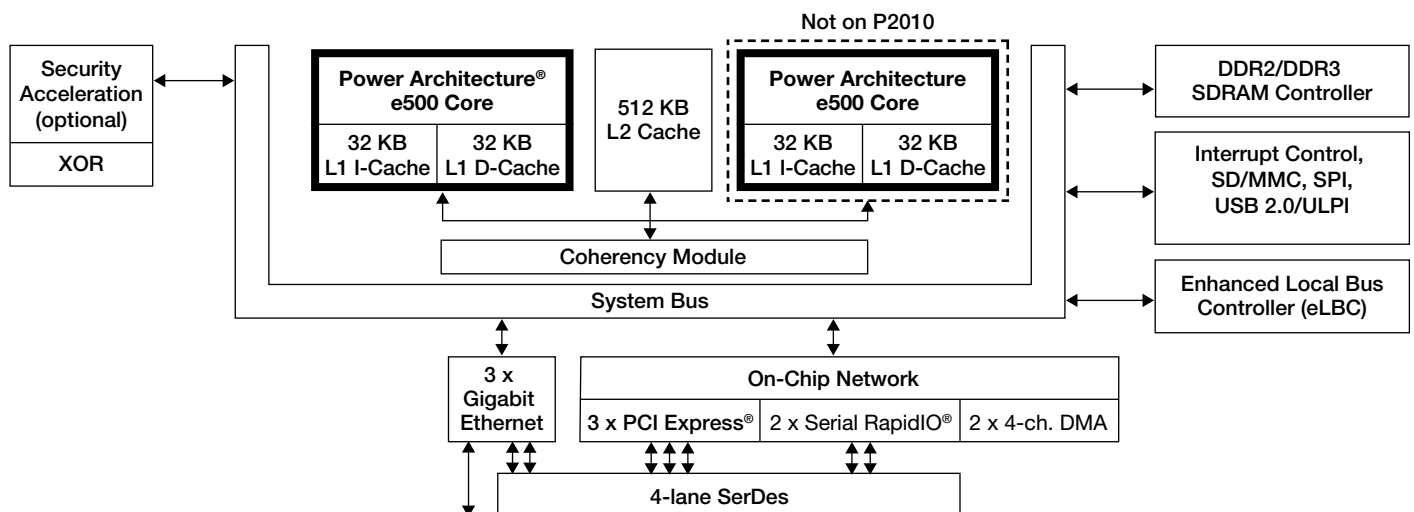 Not on P2010
Security
Acceleration
(optional)
XOR
Power Architecture®
e500 Core
32 KB
L1 I-Cache
32 KB
L1 D-Cache
512 KB
L2 Cache
Power Architecture
e500 Core
32 KB
L1 I-Cache
32 KB
L1 D-Cache
DDR2/DDR3
SDRAM Controller
Interrupt Control,
SD/MMC, SPI,
USB 2.0/ULPI
Coherency Module
System Bus
Enhanced Local Bus
Controller (eLBC)
3 x
Gigabit
Ethernet
On-Chip Network
3 x PCI Express®
2 x Serial RapidIO®
2 x 4-ch. DMA
4-lane SerDes